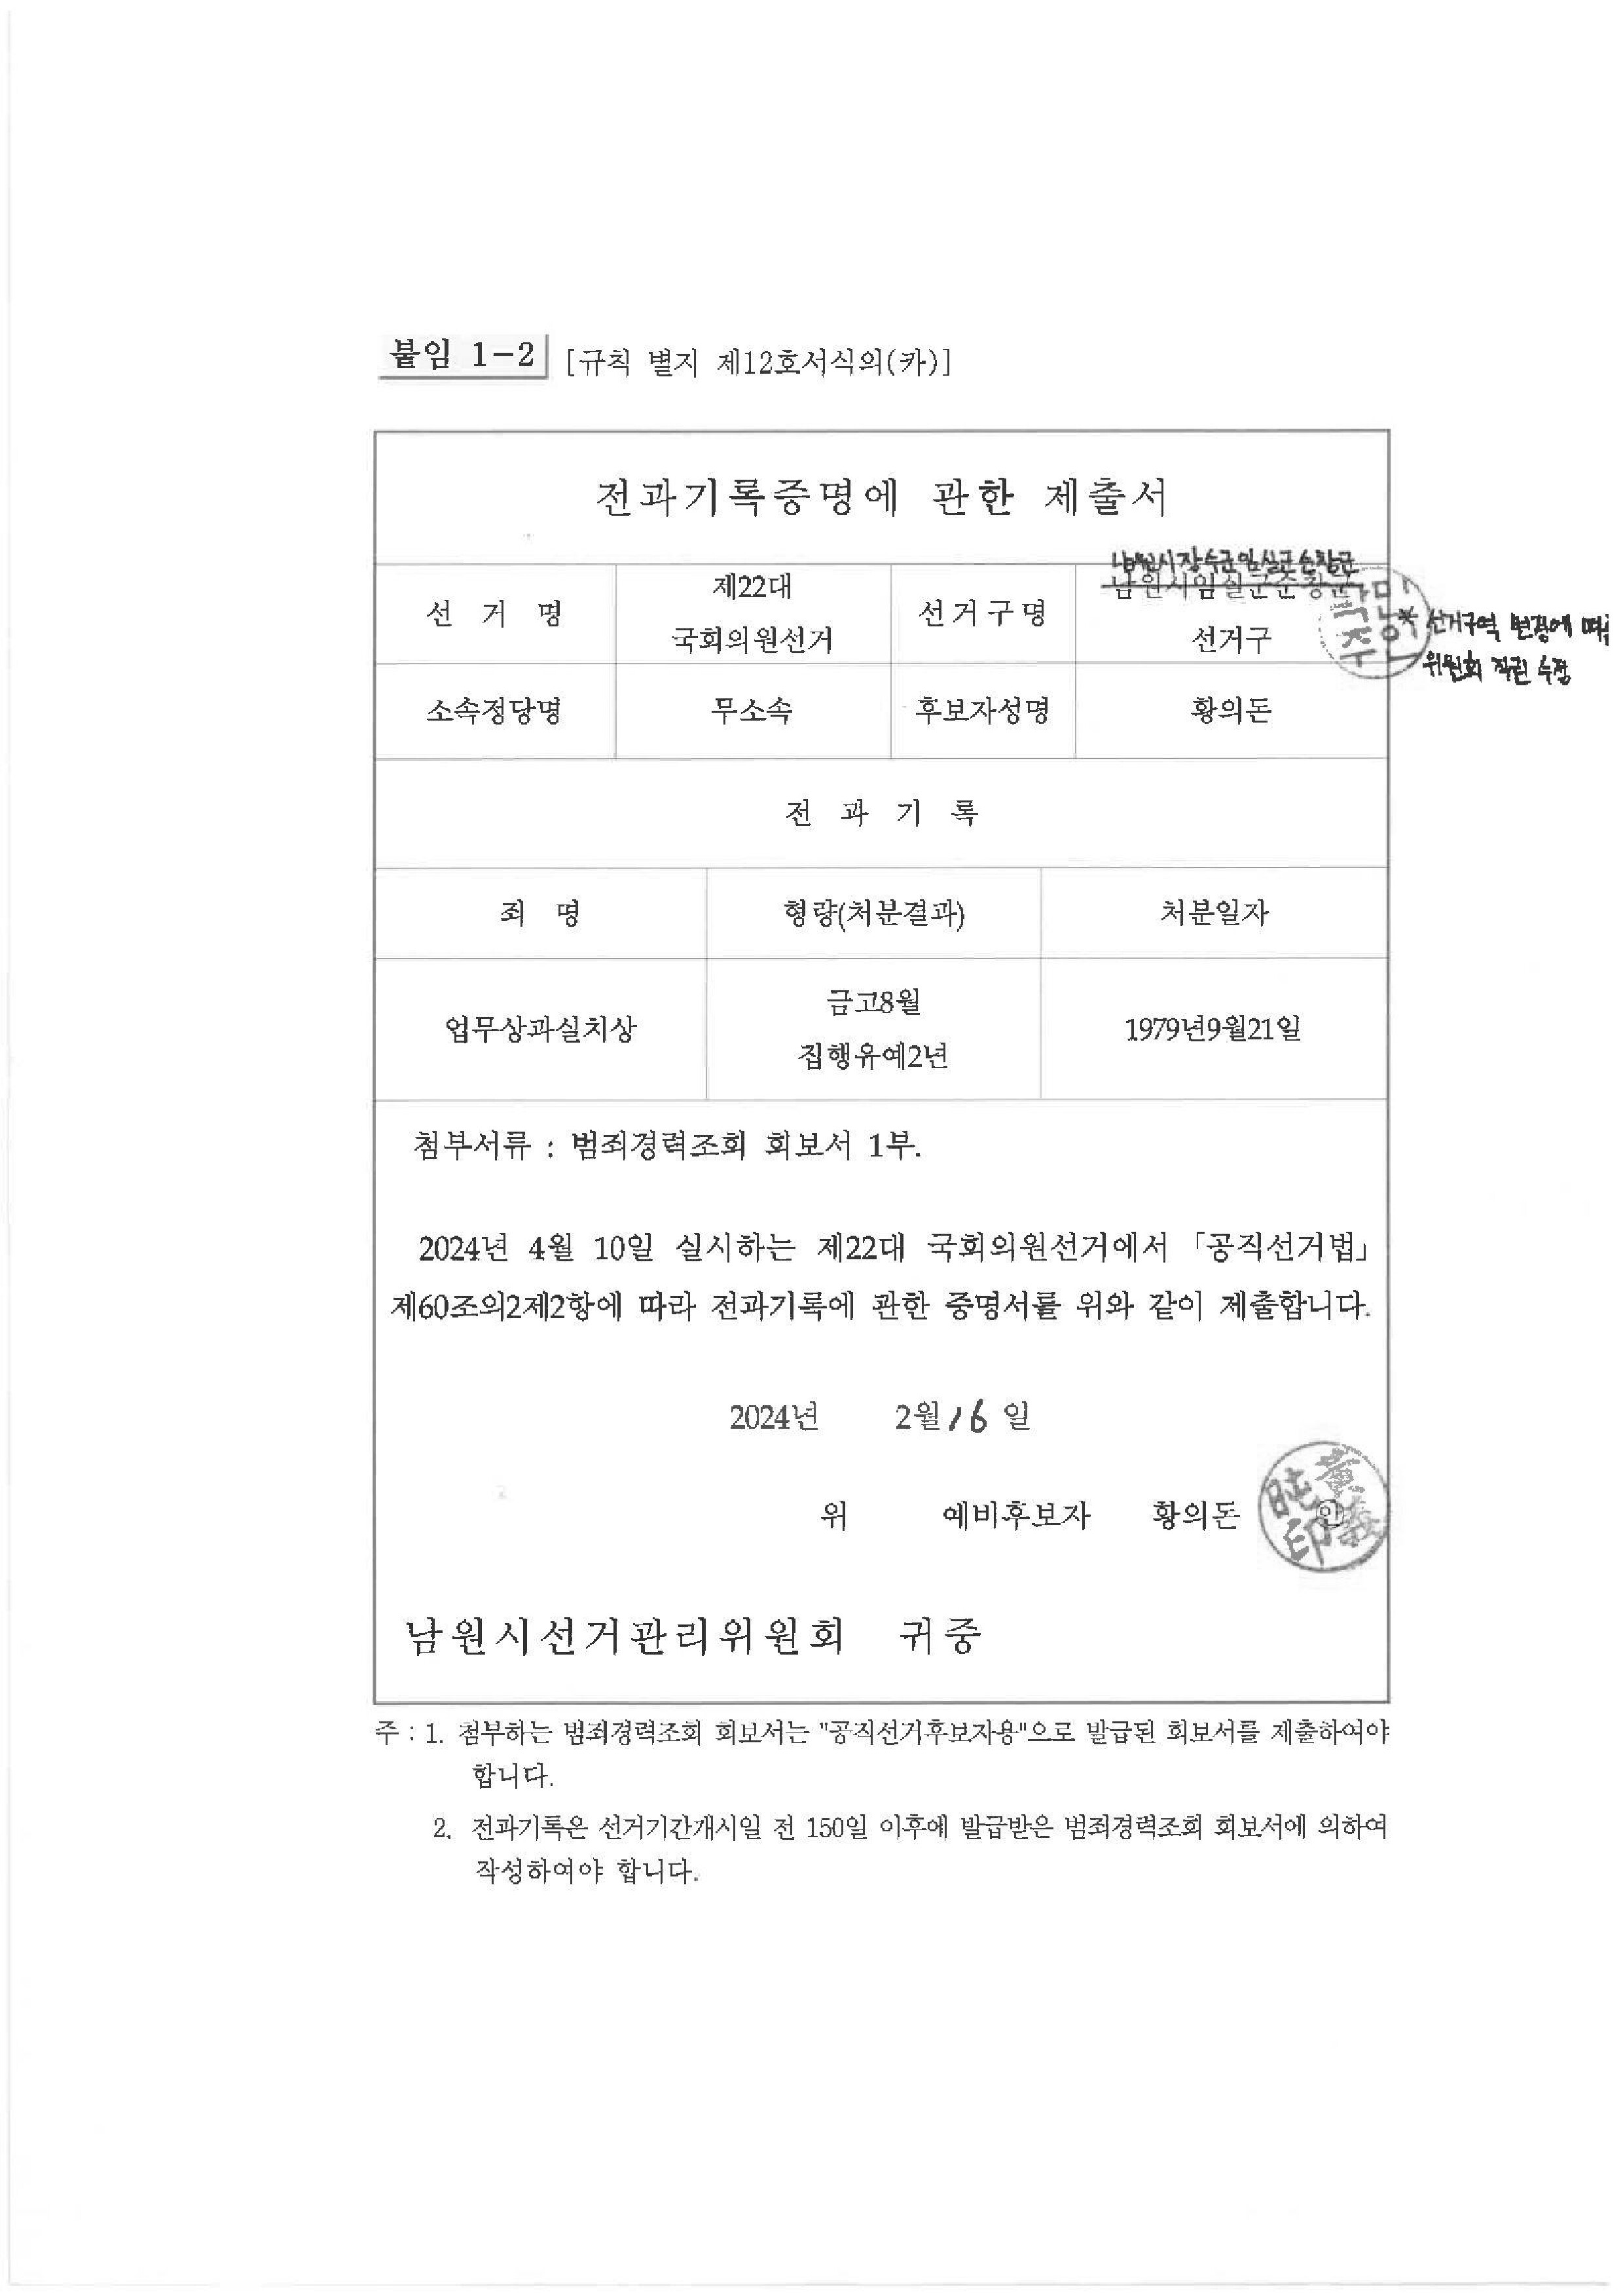 붙임 1-2 [규칙 별지 제12호서식의(카)]
전과기록증명에 관한 제출서
선 거 명
제22대
국회의원선거
선거구명
남원시장수군임실군순창군
남원시임실군순창군
선거구
※ 선거구역 변경에 따른
위원회 직권 수정
소속정당명 무소속 후보자성명 황의돈
전 과 기 록
죄 명 형량(처분결과) 처분일자
업무상과실치상
금고8월
집행유예2년
1979년9월21일
첨부서류 : 범죄경력조회 회보서 1부.
2024년 4월 10일 실시하는 제22대 국회의원선거에서 「공직선거법」
제60조의2제2항에 따라 전과기록에 관한 증명서를 위와 같이 제출합니다.
2024년 2월 16 일
위 예비후보자 황의돈 인
남원시선거관리위원회 귀중
주 : 1. 첨부하는 범죄경력조회 회보서는 "공직선거후보자용"으로 발급된 회보서를 제출하여야
합니다.
2. 전과기록은 선거기간개시일 전 150일 이후에 발급받은 범죄경력조회 회보서에 의하여
작성하여야 합니다.